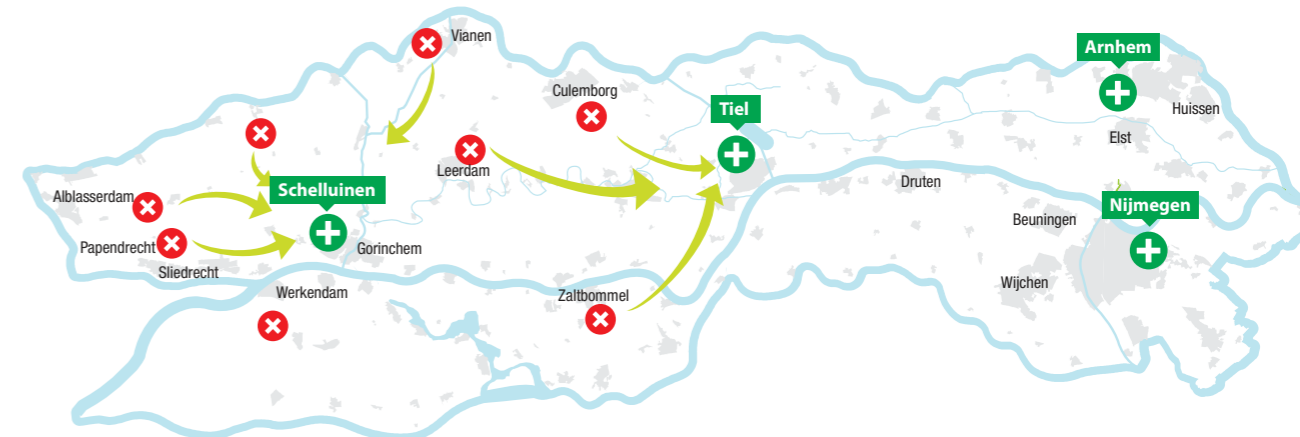 Vianen
Arnhem
Culemborg
Huissen
Tiel
Elst
Leerdam
Schelluinen
Druten
Alblasserdam
Nijmegen
Beuningen
Papendrecht
Gorinchem
Sliedrecht
Wijchen
Werkendam
Zaltbommel